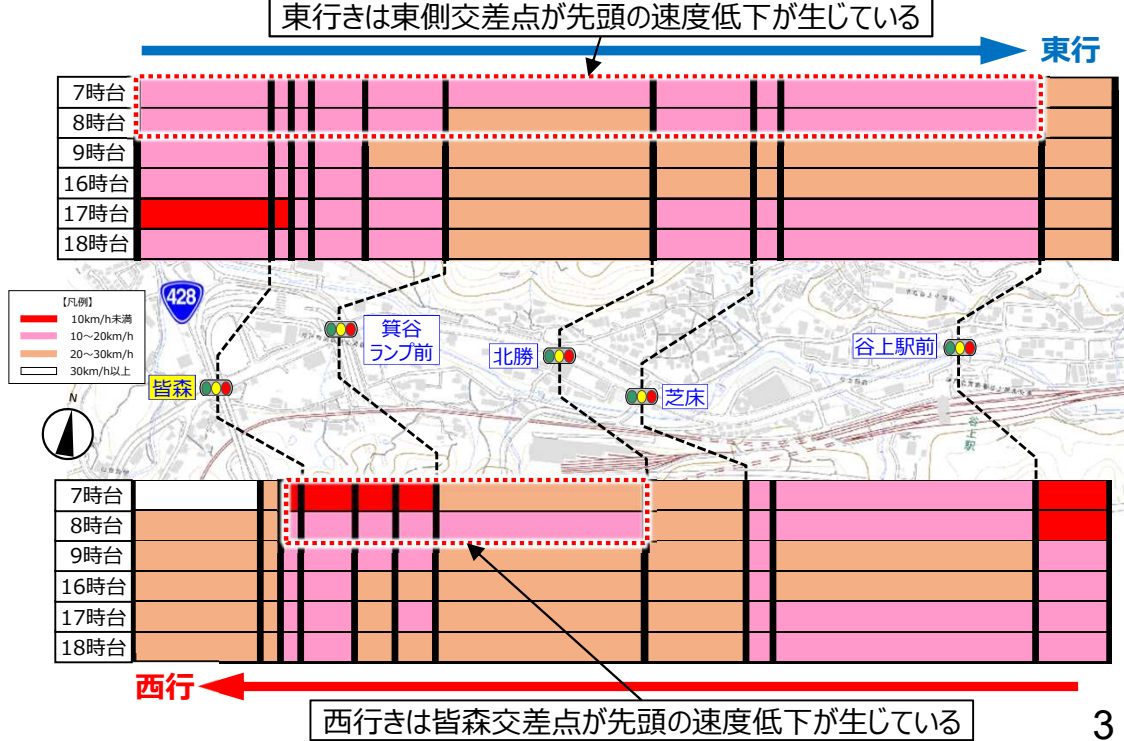 東行きは東側交差点が先頭の速度低下が生じている
東行
7時台
8時台
9時台
16時台
17時台
18時台
【凡例】
10km/h未満
10～20km/h
20～30km/h
30km/h以上
428
箕谷
ランプ前
北勝
谷上駅前
皆森
芝床
N
谷上駅
7時台
8時台
9時台
16時台
17時台
18時台
西行
西行きは皆森交差点が先頭の速度低下が生じている
3